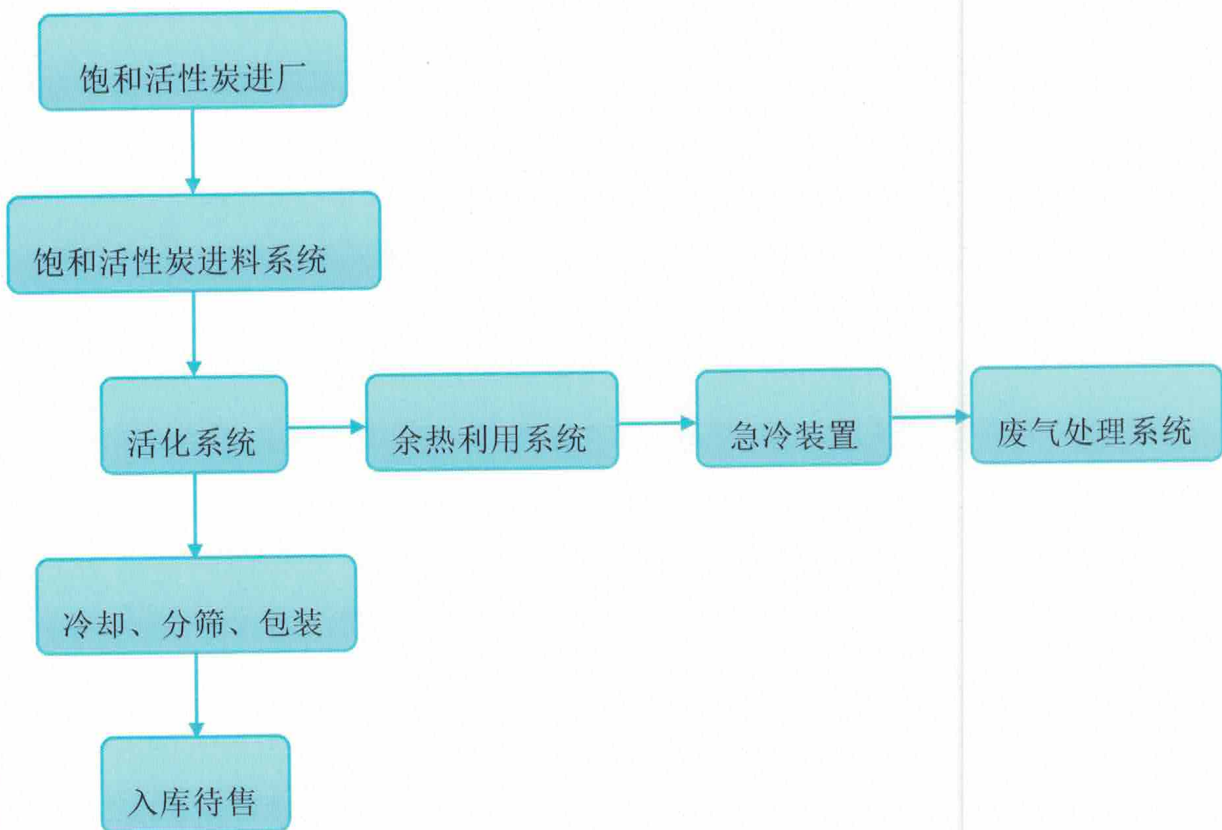 饱和活性炭进厂
饱和活性炭进料系统
活化系统
余热利用系统
急冷装置
废气处理系统
冷却、分筛、包装
入库待售